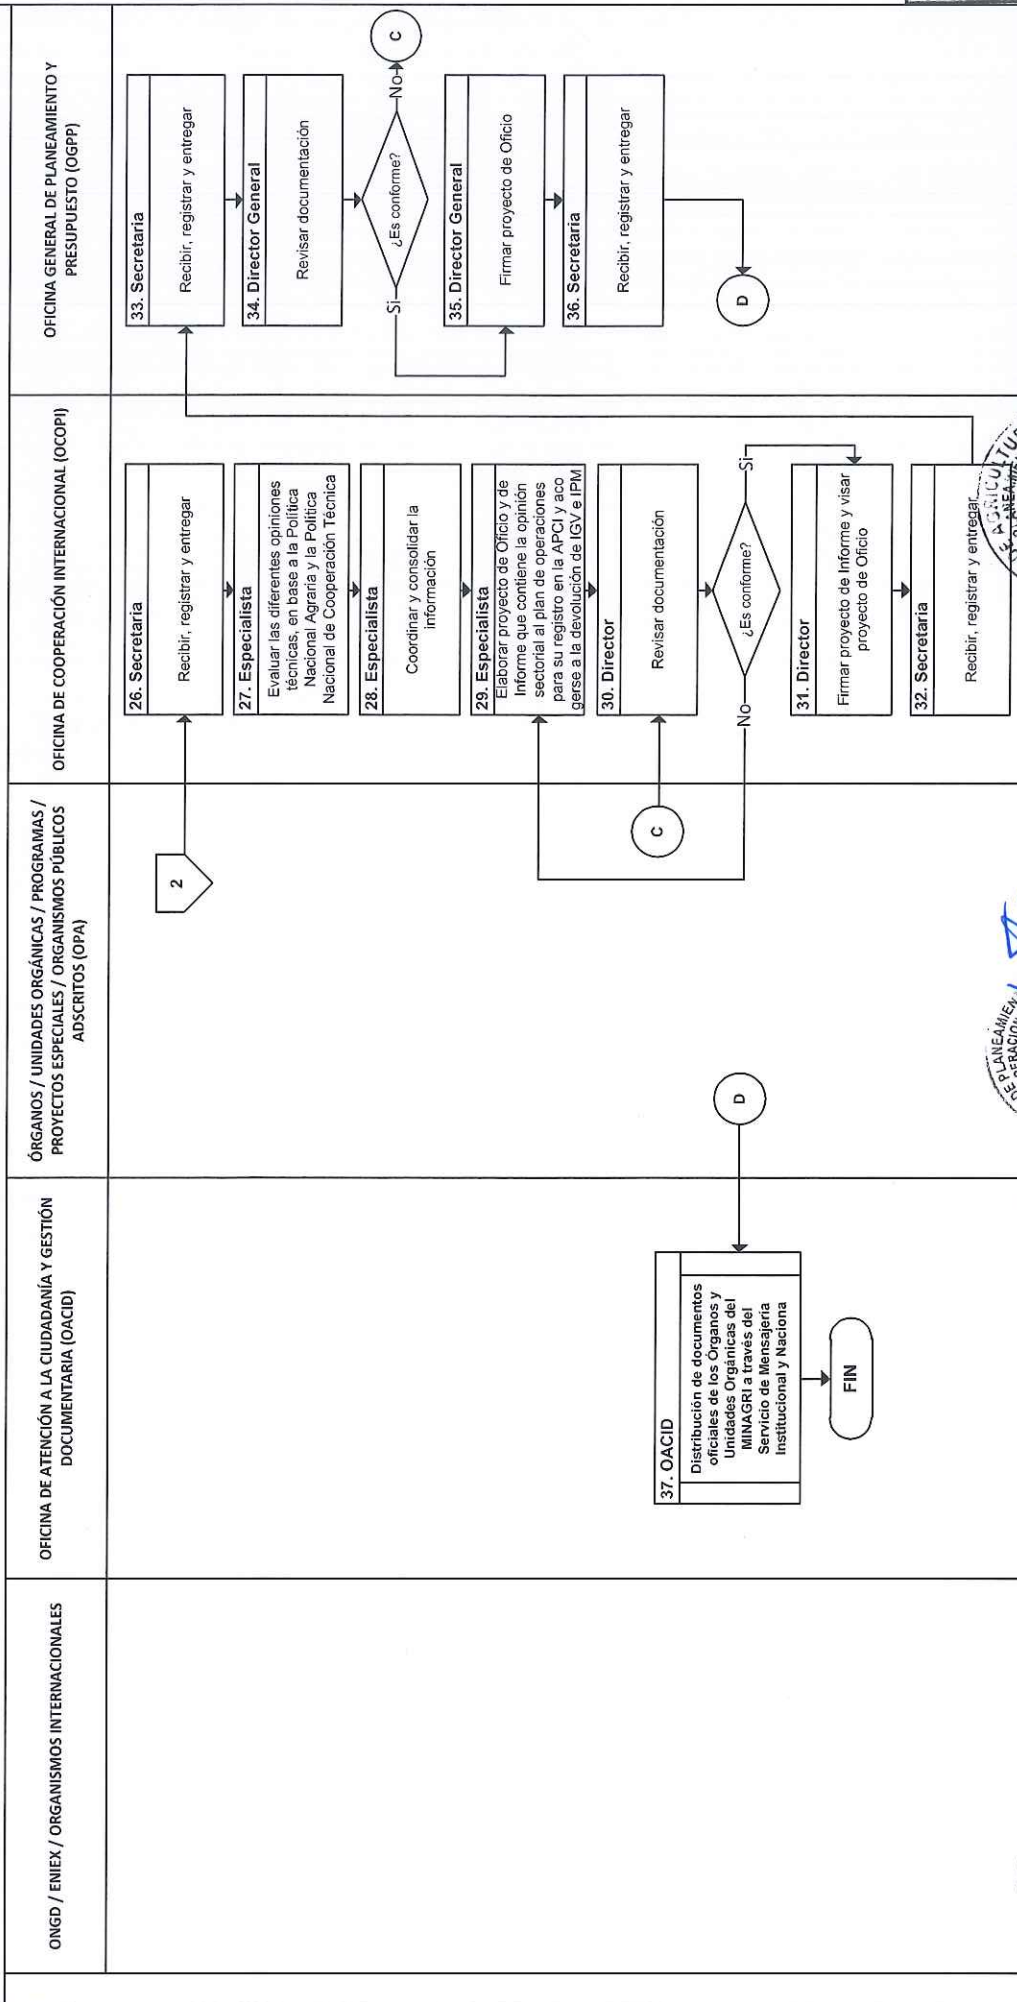 ONGD / ENIEX / ORGANISMOS INTERNACIONALES
OFICINA DE ATENCIÓN A LA CIUDADANÍA Y GESTIÓN
DOCUMENTARIA (OACID)
ÓRGANOS / UNIDADES ORGÁNICAS / PROGRAMAS /
PROYECTOS ESPECIALES / ORGANISMOS PÚBLICOS
ADSCRITOS (OPA)
OFICINA DE COOPERACIÓN INTERNACIONAL (OCOPI)
OFICINA GENERAL DE PLANEAMIENTO Y
PRESUPUESTO (OGPP)
2
26. Secretaria
Recibir, registrar y entregar
27. Especialista
Evaluar las diferentes opiniones
técnicas, en base a la Política
Nacional Agraria y la Política
Nacional de Cooperación Técnica
28. Especialista
Coordinar y consolidar la
información
29. Especialista
Elaborar proyecto de Oficio y de
Informe que contiene la opinión
sectorial al plan de operaciones
para su registro en la APCI y aco
gerse a la devolución de IGV e IPM
C
30. Director
Revisar documentación
¿Es conforme?
No
Si
31. Director
Firmar proyecto de Informe y visar
proyecto de Oficio
32. Secretaria
Recibir, registrar y entregar
33. Secretaria
Recibir, registrar y entregar
34. Director General
Revisar documentación
¿Es conforme?
Si
No
C
35. Director General
Firmar proyecto de Oficio
36. Secretaria
Recibir, registrar y entregar
D
D
37. OACID
Distribución de documentos
oficiales de los Órganos y
Unidades Orgánicas del
MINAGRI a través del
Servicio de Mensajería
Institucional y Naciona
FIN
E AGRICULTU
DE PLANEAMIEN